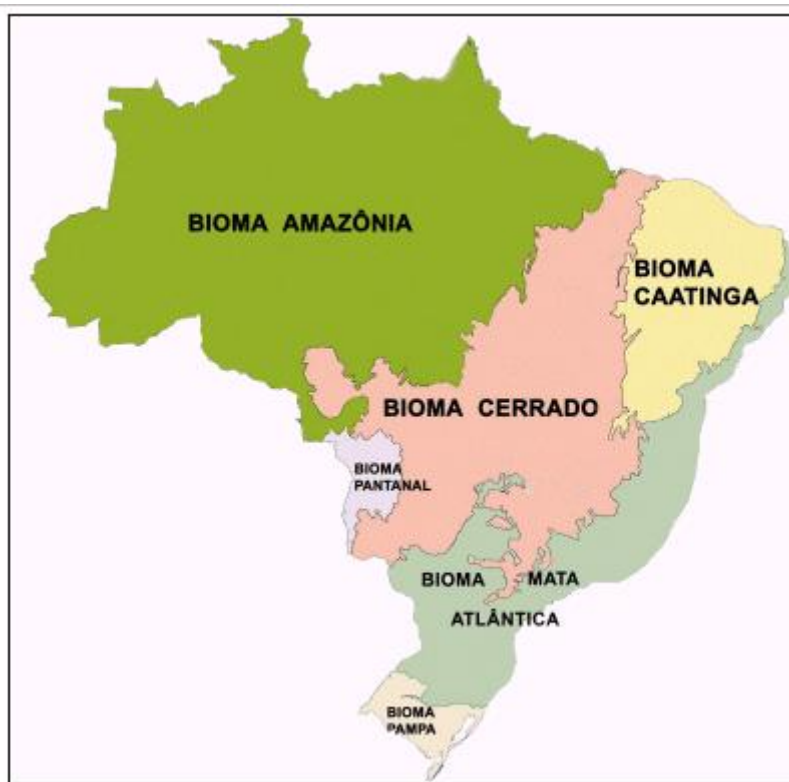 BIOMA AMAZÔNIA
BIOMA
CAATINGA
BIOMA CERRADO
BIOMA
PANTANAL
BIOMA MATA
ATLÂNTICA
BIOMA
PAMPA